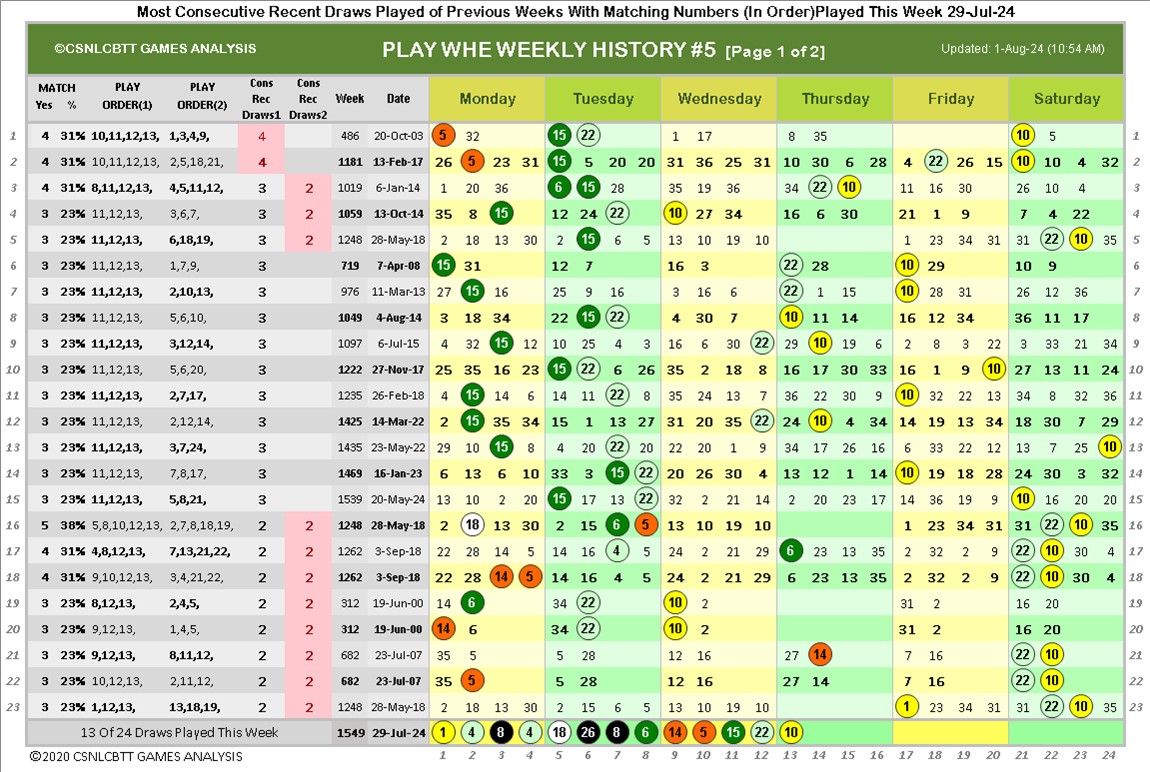 Most Consecutive Recent Draws Played of Previous Weeks With Matching Numbers (In Order)Played This Week 29-Jul-24
©CSNLCBTT GAMES ANALYSIS PLAY WHE WEEKLY HISTORY #5 [Page 1 of 2] Updated: 1-Aug-24 (10:54 AM)
MATCH Yes % PLAY ORDER(1) PLAY ORDER(2) Cons Rec Draws1 Cons Rec Draws2 Week Date Monday Tuesday Wednesday Thursday Friday Saturday
1 4 31% 10,11,12,13, 1,3,4,9, 4 486 20-Oct-03 5 32 15 22 1 17 8 35 10 5 1
2 4 31% 10,11,12,13, 2,5,18,21, 4 1181 13-Feb-17 26 5 23 31 15 5 20 20 31 36 25 31 10 30 6 28 4 22 26 15 10 10 4 32 2
3 4 31% 8,11,12,13, 4,5,11,12, 3 2 1019 6-Jan-14 1 20 36 6 15 28 35 19 36 34 22 10 11 16 30 26 10 4 3
4 3 23% 11,12,13, 3,6,7, 3 2 1059 13-Oct-14 35 8 15 12 24 22 10 27 34 16 6 30 21 1 9 7 4 22 4
5 3 23% 11,12,13, 6,18,19, 3 2 1248 28-May-18 2 18 13 30 2 15 6 5 13 10 19 10 1 23 34 31 31 22 10 35 5
6 3 23% 11,12,13, 1,7,9, 3 719 7-Apr-08 15 31 12 7 16 3 22 28 10 29 10 9 6
7 3 23% 11,12,13, 2,10,13, 3 976 11-Mar-13 27 15 16 25 9 16 3 16 6 22 1 15 10 28 31 26 12 36 7
8 3 23% 11,12,13, 5,6,10, 3 1049 4-Aug-14 3 18 34 22 15 22 4 30 7 10 11 14 16 12 34 36 11 17 8
9 3 23% 11,12,13, 3,12,14, 3 1097 6-Jul-15 4 32 15 12 10 25 4 3 16 6 30 22 29 10 19 6 2 8 3 22 3 33 21 34 9
10 3 23% 11,12,13, 5,6,20, 3 1222 27-Nov-17 25 35 16 23 15 22 6 26 35 2 18 8 16 17 30 33 16 1 9 10 27 13 11 24 10
11 3 23% 11,12,13, 2,7,17, 3 1235 26-Feb-18 4 15 14 6 14 11 22 8 35 24 13 7 36 22 30 9 10 32 22 13 34 8 32 36 11
12 3 23% 11,12,13, 2,12,14, 3 1425 14-Mar-22 2 15 35 34 15 1 13 27 31 20 35 22 24 10 4 34 14 19 13 34 18 30 7 29 12
13 3 23% 11,12,13, 3,7,24, 3 1435 23-May-22 29 10 15 8 4 20 22 20 22 20 1 9 34 17 26 16 6 33 22 22 13 7 25 10 13
14 3 23% 11,12,13, 7,8,17, 3 1469 16-Jan-23 6 13 6 10 33 3 15 22 20 26 30 4 13 12 1 14 10 19 18 28 24 30 3 32 14
15 3 23% 11,12,13, 5,8,21, 3 1539 20-May-24 13 10 2 20 15 17 13 22 32 2 21 14 2 20 23 17 14 36 19 9 10 16 20 20 15
16 5 38% 5,8,10,12,13, 2,7,8,18,19, 2 2 1248 28-May-18 2 18 13 30 2 15 6 5 13 10 19 10 1 23 34 31 31 22 10 35 16
17 4 31% 4,8,12,13, 7,13,21,22, 2 2 1262 3-Sep-18 22 28 14 5 14 16 4 5 24 2 21 29 6 23 13 35 2 32 2 9 22 10 30 4 17
18 4 31% 9,10,12,13, 3,4,21,22, 2 2 1262 3-Sep-18 22 28 14 5 14 16 4 5 24 2 21 29 6 23 13 35 2 32 2 9 22 10 30 4 18
19 3 23% 8,12,13, 2,4,5, 2 2 312 19-Jun-00 14 6 34 22 10 2 31 2 16 20 19
20 3 23% 9,12,13, 1,4,5, 2 2 312 19-Jun-00 14 6 34 22 10 2 31 2 16 20 20
21 3 23% 9,12,13, 8,11,12, 2 2 682 23-Jul-07 35 5 5 28 12 16 27 14 7 16 22 10 21
22 3 23% 10,12,13, 2,11,12, 2 2 682 23-Jul-07 35 5 5 28 12 16 27 14 7 16 22 10 22
23 3 23% 1,12,13, 13,18,19, 2 2 1248 28-May-18 2 18 13 30 2 15 6 5 13 10 19 10 1 23 34 31 31 22 10 35 23
13 Of 24 Draws Played This Week 1549 29-Jul-24 1 4 8 4 18 26 8 6 14 5 15 22 10
©2020 CSNLCBTT GAMES ANALYSIS 1 2 3 4 5 6 7 8 9 10 11 12 13 14 15 16 17 18 19 20 21 22 23 24